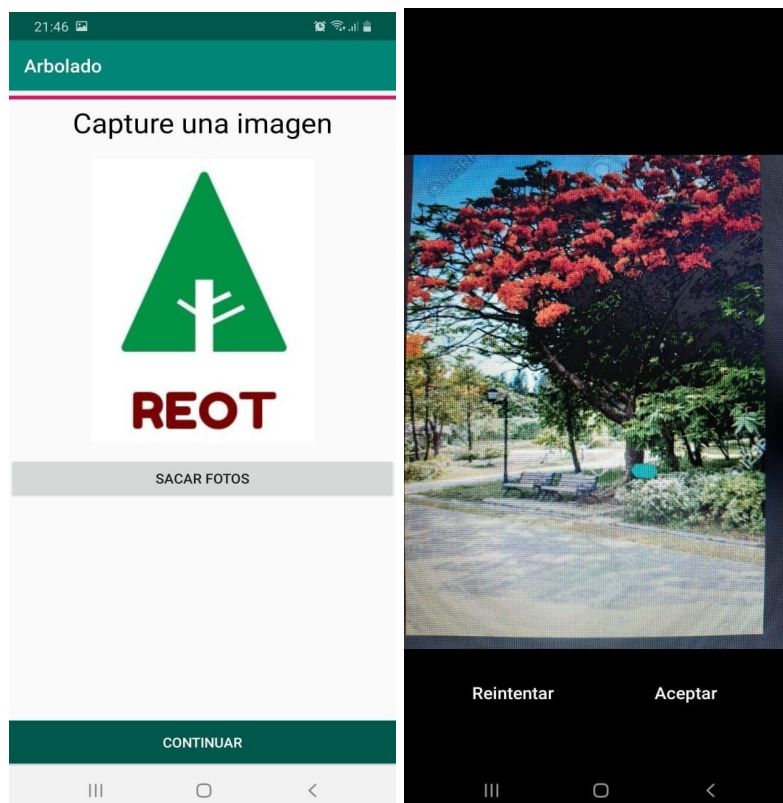 21:46
Arbolado
Capture una imagen
REOT
SACAR FOTOS
CONTINUAR
Reintentar
Aceptar